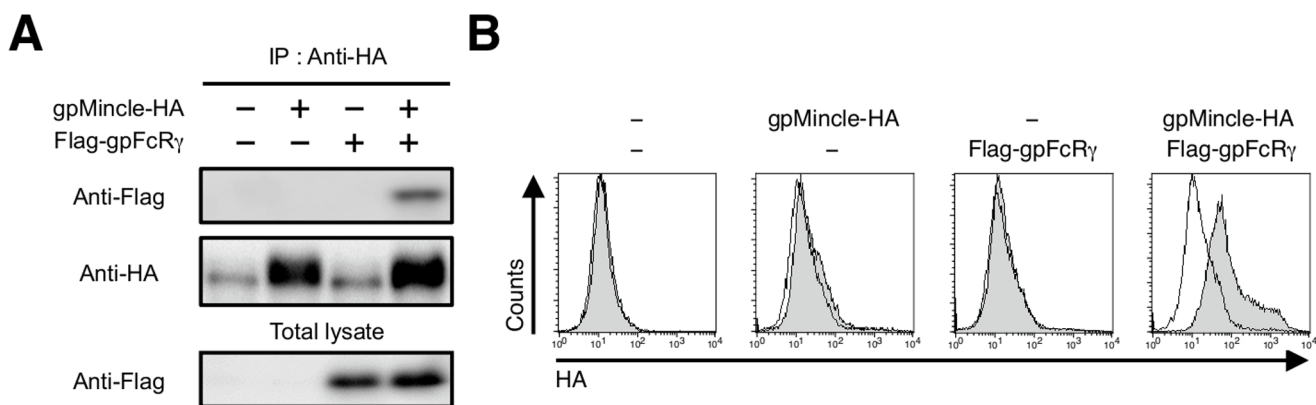 A
IP : Anti-HA
gpMincle-HA − + − +
Flag-gpFcRγ − − + +
Anti-Flag
Anti-HA
Total lysate
Anti-Flag
B
− gpMincle-HA − gpMincle-HA
− − Flag-gpFcRγ Flag-gpFcRγ
Counts
10⁰ 10¹ 10² 10³ 10⁴ 10⁰ 10¹ 10² 10³ 10⁴ 10⁰ 10¹ 10² 10³ 10⁴ 10⁰ 10¹ 10² 10³ 10⁴
HA